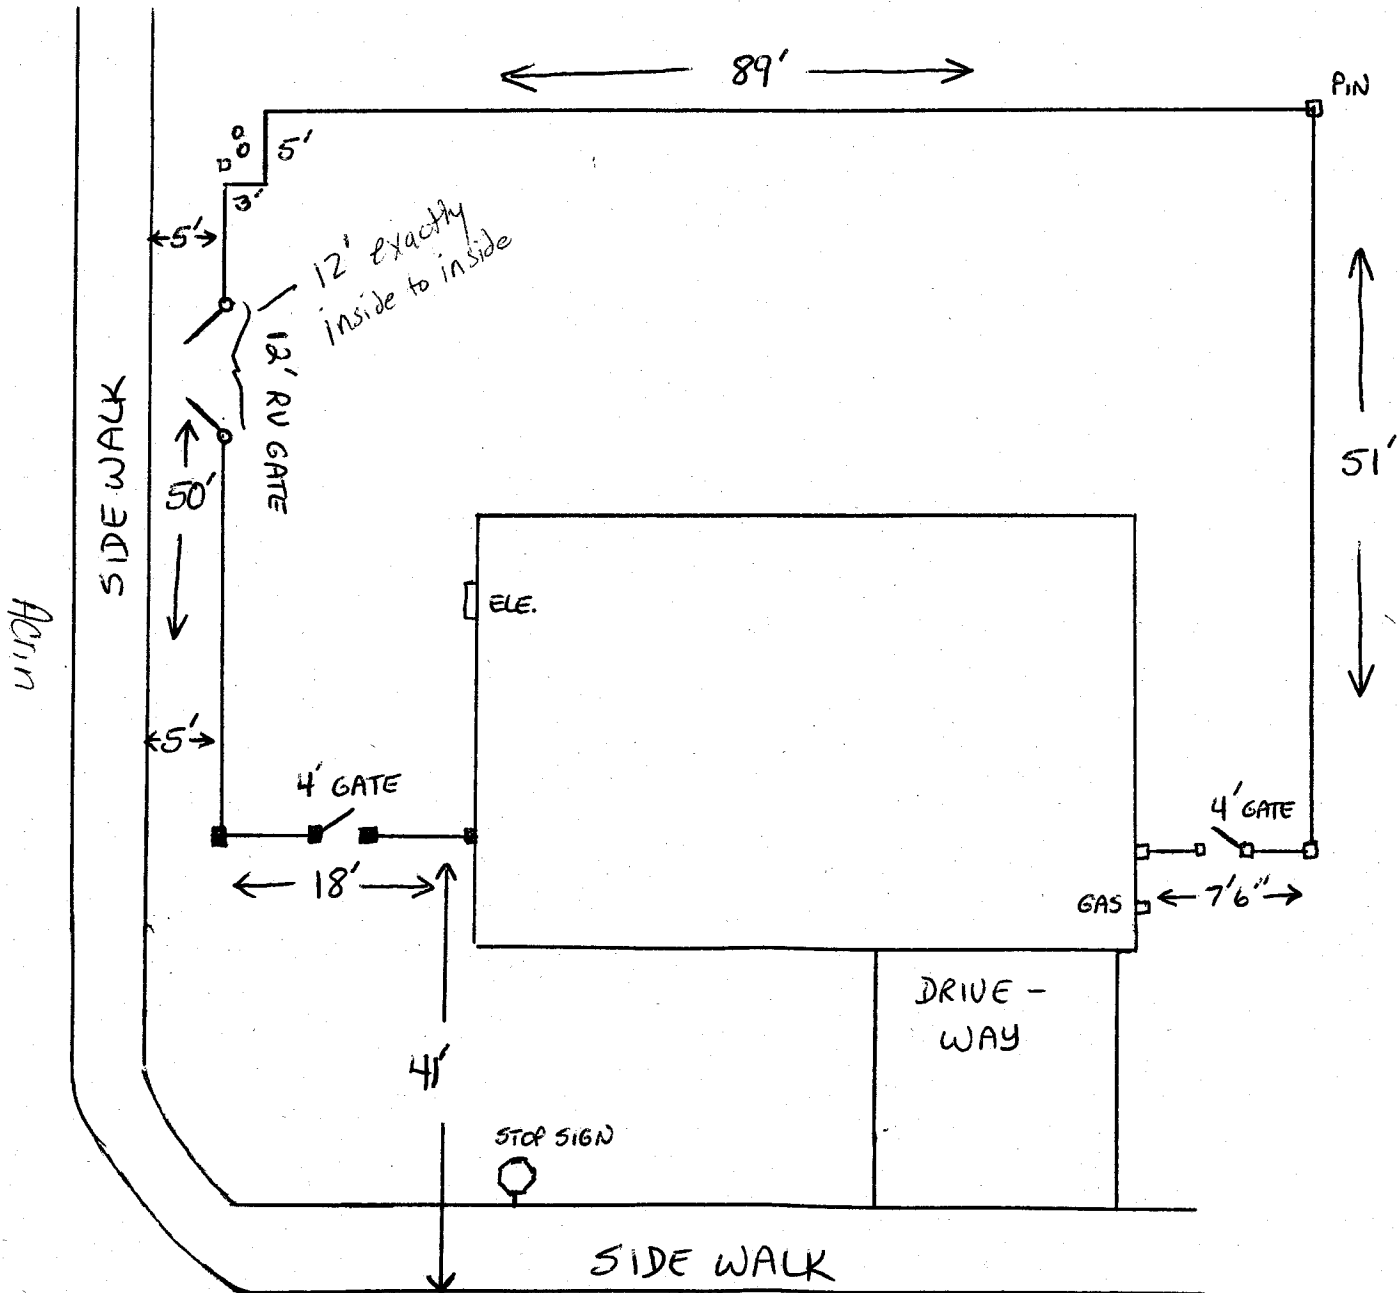 89'
PIN
5'
3'
5'
12' exactly
inside to inside
12' RV GATE
SIDE WALK
50'
51'
ELE.
5'
4' GATE
4' GATE
18'
7'6"
GAS
DRIVE -
WAY
41'
STOP SIGN
SIDE WALK